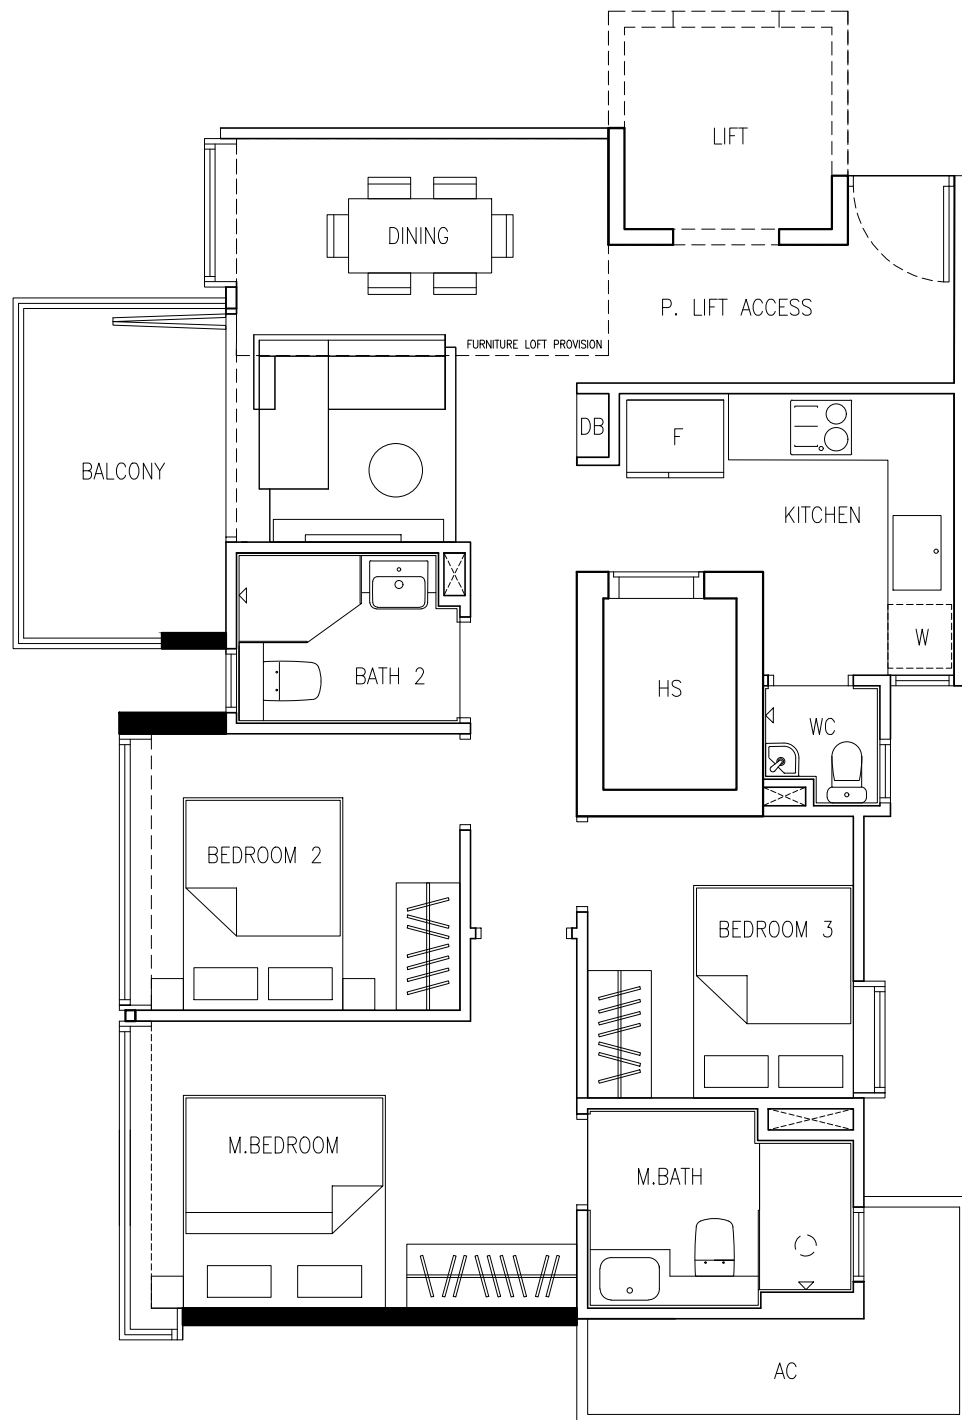 LIFT
DINING
P. LIFT ACCESS
FURNITURE LOFT PROVISION
DB
F
BALCONY
KITCHEN
W
BATH 2
HS
WC
BEDROOM 2
BEDROOM 3
M.BEDROOM
M.BATH
AC